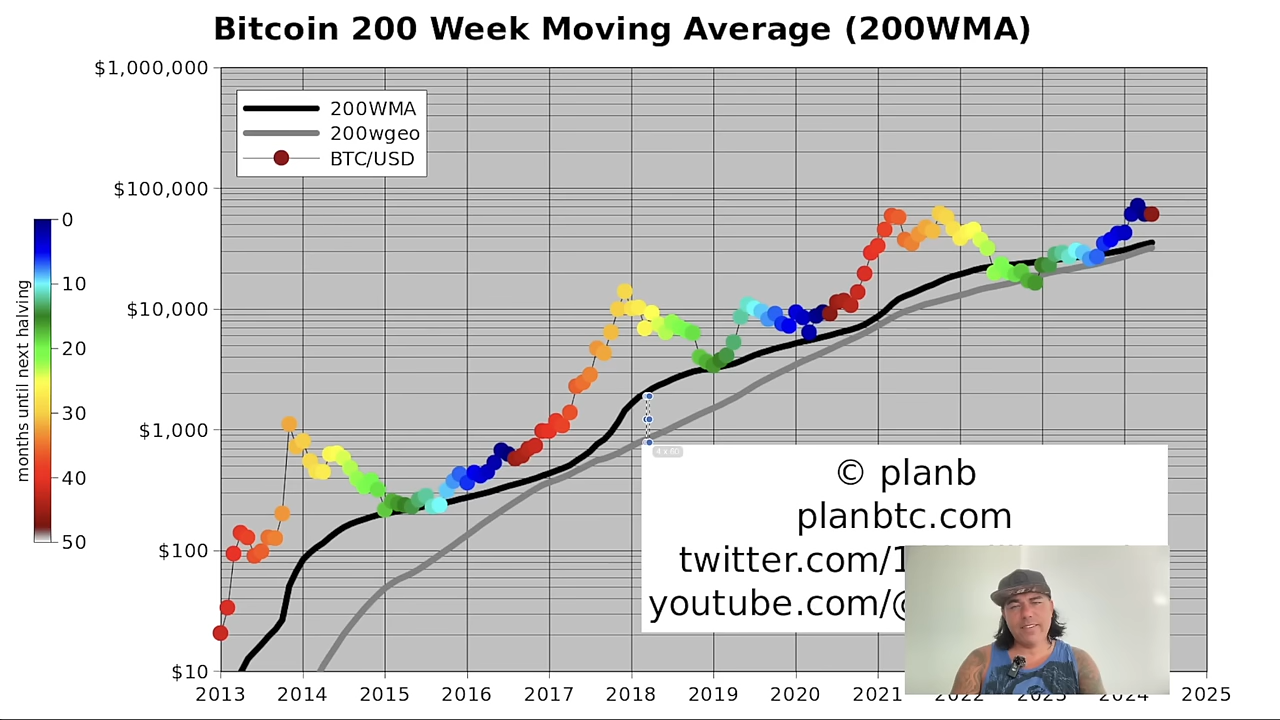 Bitcoin 200 Week Moving Average (200WMA)
$1,000,000
$100,000
$10,000
$1,000
$100
$10
200WMA
200wgeo
BTC/USD
months until next halving
0
10
20
30
40
50
4 x 60
© planb
planbtc.com
twitter.com/1
youtube.com/@
2013 2014 2015 2016 2017 2018 2019 2020 2021 2022 2023 2024 2025